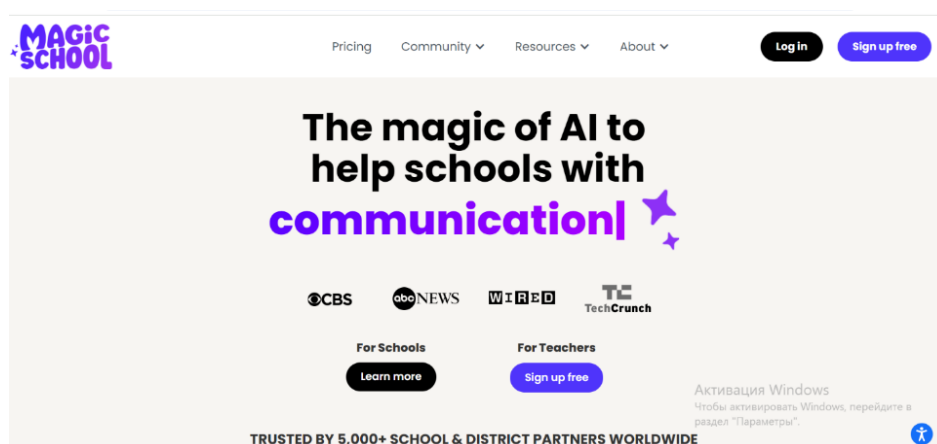 MAGiC SCHOOL
Pricing Community Resources About Log in Sign up free
The magic of AI to
help schools with
communication|
CBS abc NEWS WIRED TC TechCrunch
For Schools For Teachers
Learn more Sign up free
Активация Windows
Чтобы активировать Windows, перейдите в
раздел "Параметры".
TRUSTED BY 5,000+ SCHOOL & DISTRICT PARTNERS WORLDWIDE